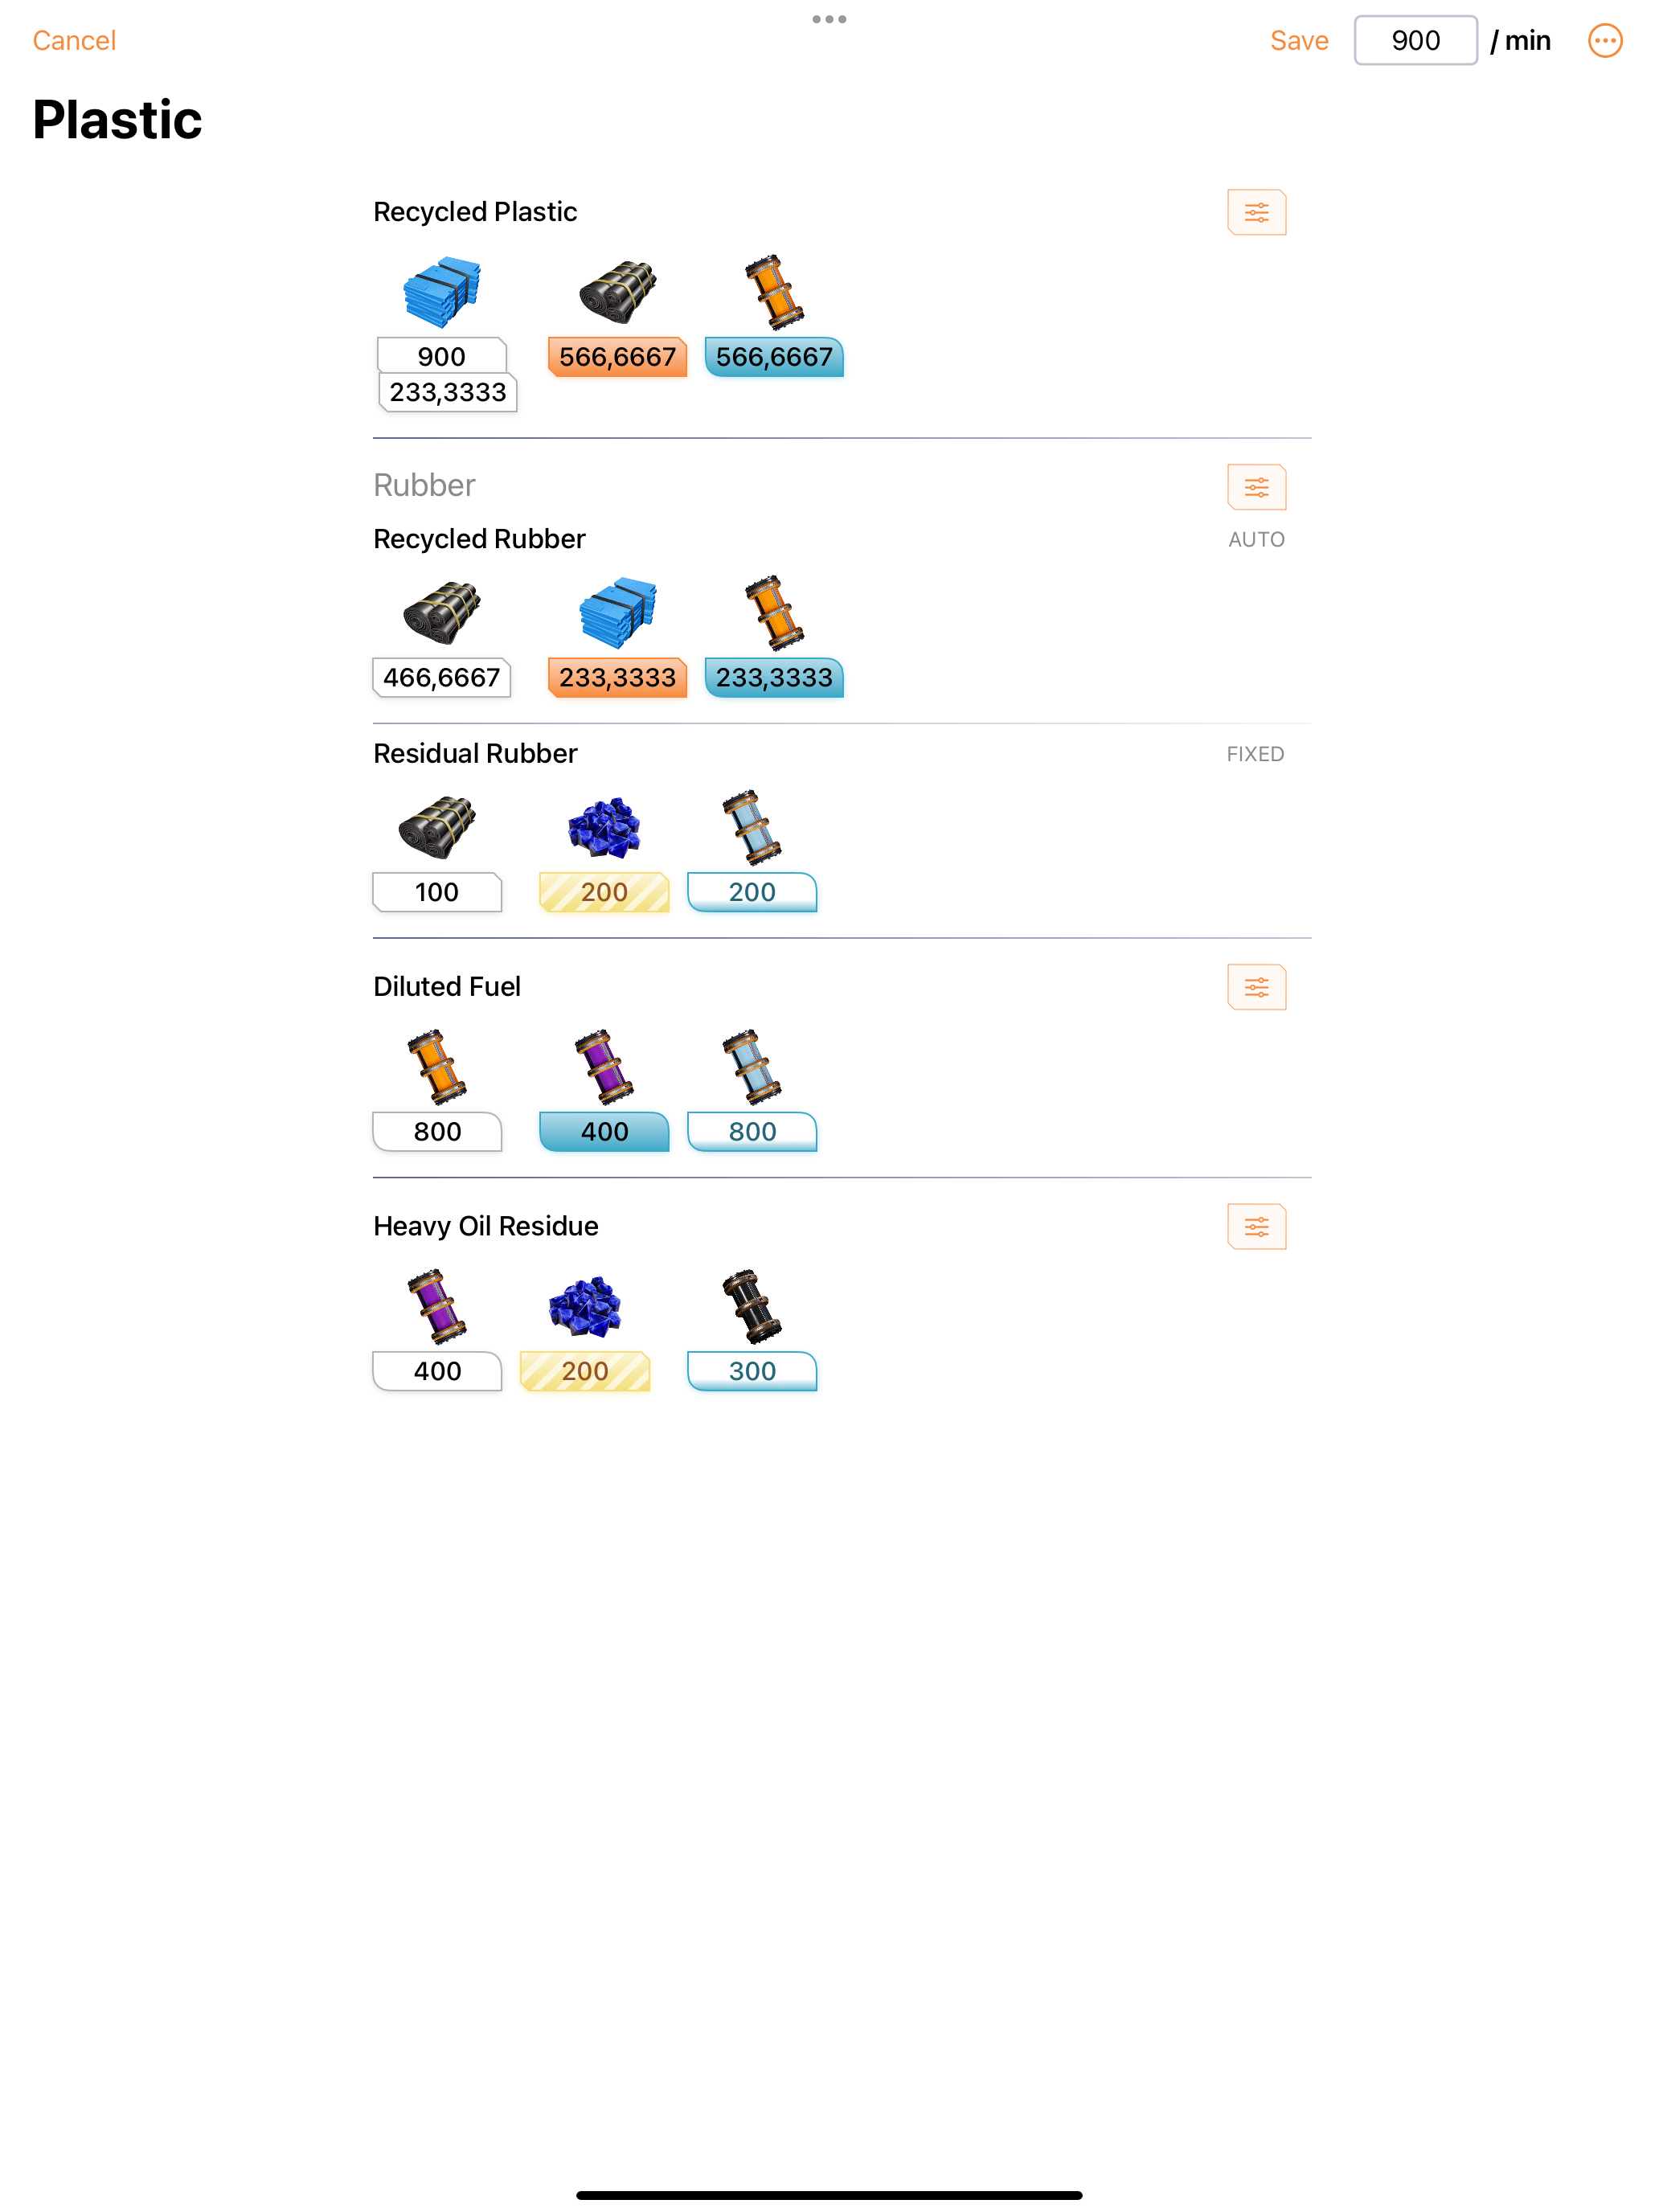 Cancel
Save 900 / min
Plastic
Recycled Plastic
900 566,6667 566,6667
233,3333
Rubber
Recycled Rubber AUTO
466,6667 233,3333 233,3333
Residual Rubber FIXED
100 200 200
Diluted Fuel
800 400 800
Heavy Oil Residue
400 200 300